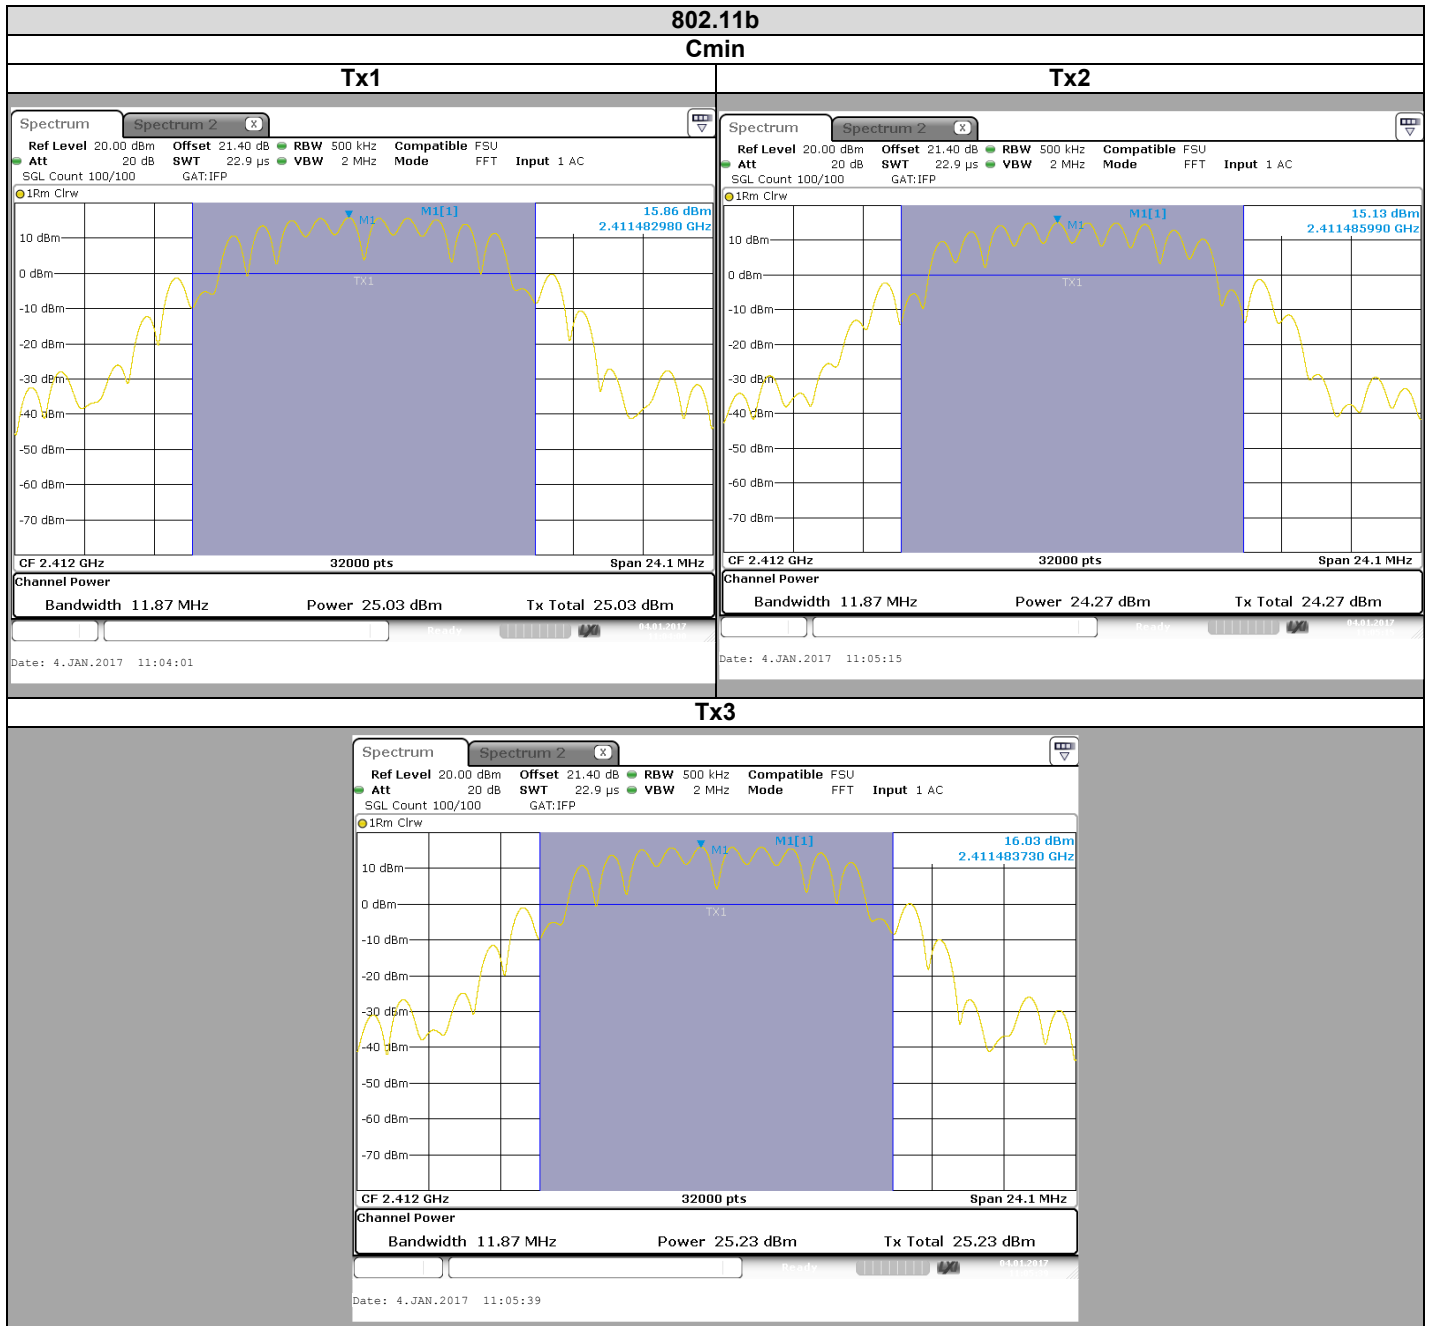 802.11b
Cmin
Tx1 Tx2
Spectrum Spectrum 2 X
Ref Level 20.00 dBm Offset 21.40 dB RBW 500 kHz Compatible FSU
Att 20 dB SWT 22.9 µs VBW 2 MHz Mode FFT Input 1 AC
SGL Count 100/100 GAT:IFP
1Rm Clrw
M1[1] 15.86 dBm
2.411482980 GHz
M1
10 dBm
0 dBm
TX1
-10 dBm
-20 dBm
-30 dBm
-40 dBm
-50 dBm
-60 dBm
-70 dBm
CF 2.412 GHz 32000 pts Span 24.1 MHz
Channel Power
Bandwidth 11.87 MHz Power 25.03 dBm Tx Total 25.03 dBm
Ready 04.01.2017
Date: 4.JAN.2017 11:04:01
Spectrum Spectrum 2 X
Ref Level 20.00 dBm Offset 21.40 dB RBW 500 kHz Compatible FSU
Att 20 dB SWT 22.9 µs VBW 2 MHz Mode FFT Input 1 AC
SGL Count 100/100 GAT:IFP
1Rm Clrw
M1[1] 15.13 dBm
2.411485990 GHz
M1
10 dBm
0 dBm
TX1
-10 dBm
-20 dBm
-30 dBm
-40 dBm
-50 dBm
-60 dBm
-70 dBm
CF 2.412 GHz 32000 pts Span 24.1 MHz
Channel Power
Bandwidth 11.87 MHz Power 24.27 dBm Tx Total 24.27 dBm
Ready 04.01.2017
Date: 4.JAN.2017 11:05:15
Tx3
Spectrum Spectrum 2 X
Ref Level 20.00 dBm Offset 21.40 dB RBW 500 kHz Compatible FSU
Att 20 dB SWT 22.9 µs VBW 2 MHz Mode FFT Input 1 AC
SGL Count 100/100 GAT:IFP
1Rm Clrw
M1[1] 16.03 dBm
2.411483730 GHz
M1
10 dBm
0 dBm
TX1
-10 dBm
-20 dBm
-30 dBm
-40 dBm
-50 dBm
-60 dBm
-70 dBm
CF 2.412 GHz 32000 pts Span 24.1 MHz
Channel Power
Bandwidth 11.87 MHz Power 25.23 dBm Tx Total 25.23 dBm
Ready 04.01.2017
Date: 4.JAN.2017 11:05:39